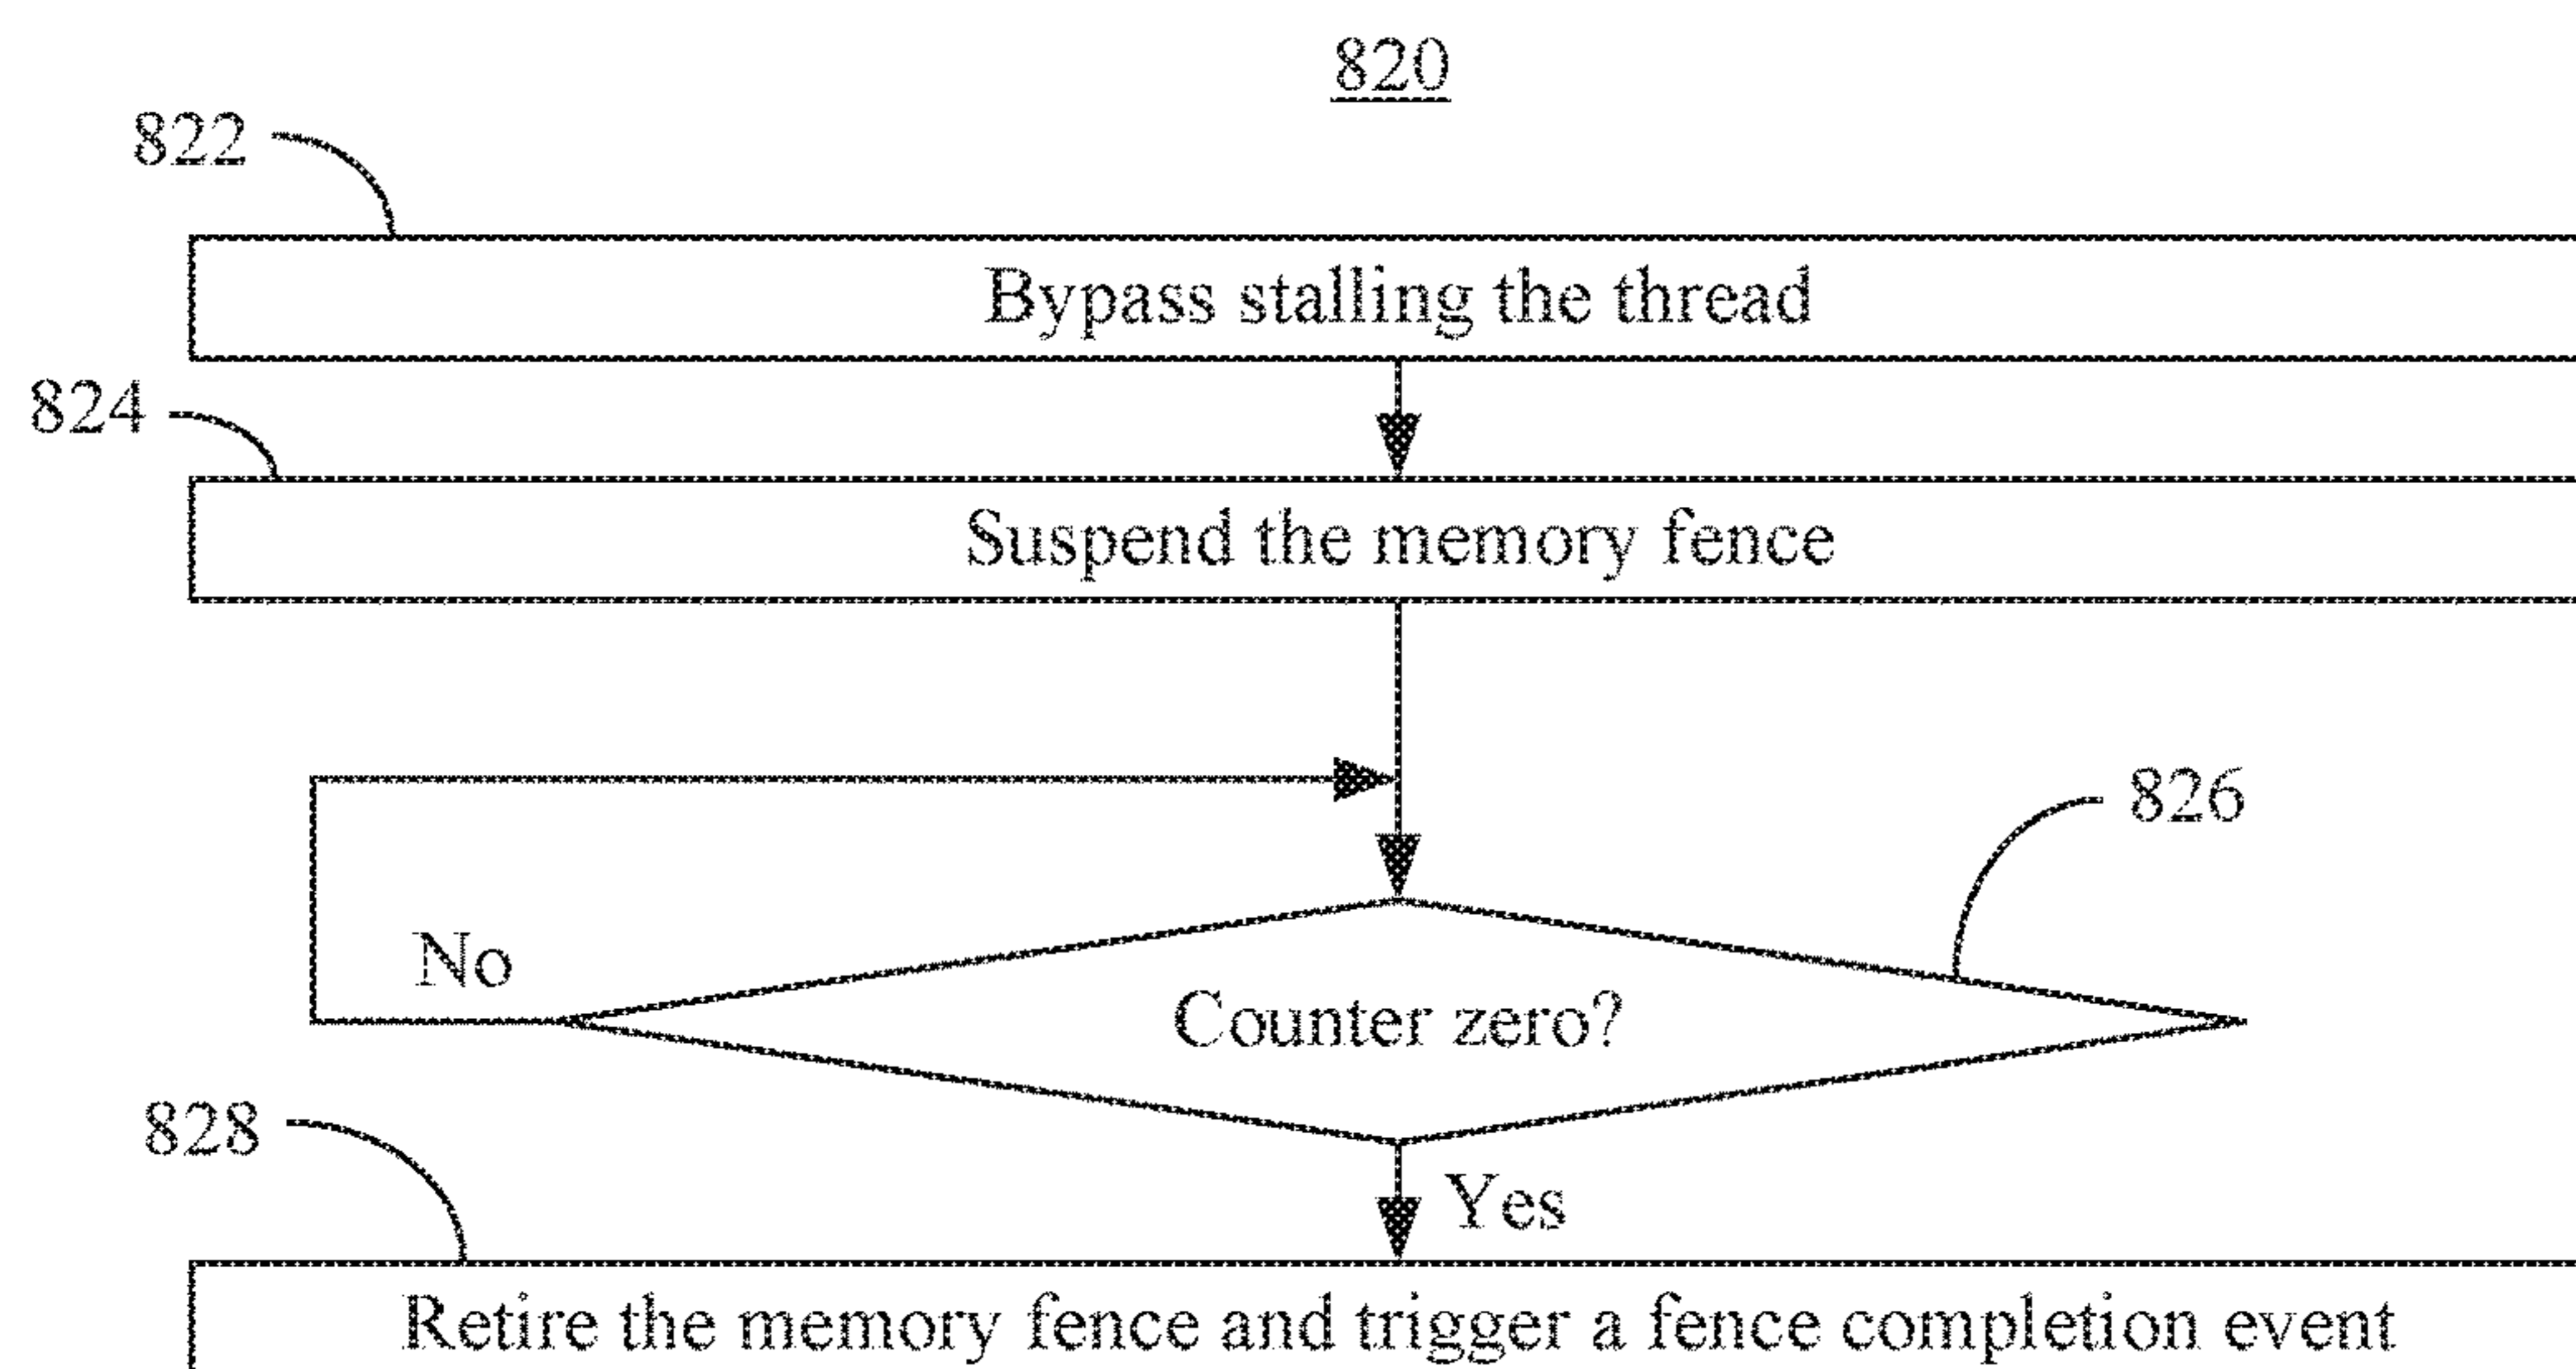 820
822
Bypass stalling the thread
824
Suspend the memory fence
826
No
Counter zero?
828
Yes
Retire the memory fence and trigger a fence completion event